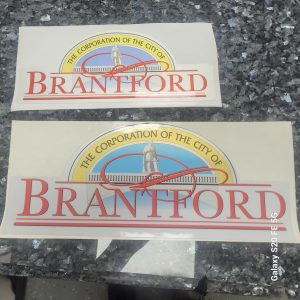 THE CORPORATION OF THE CITY OF
BRANTFORD
THE CORPORATION OF THE CITY OF
BRANTFORD
Galaxy S20 FE 5G